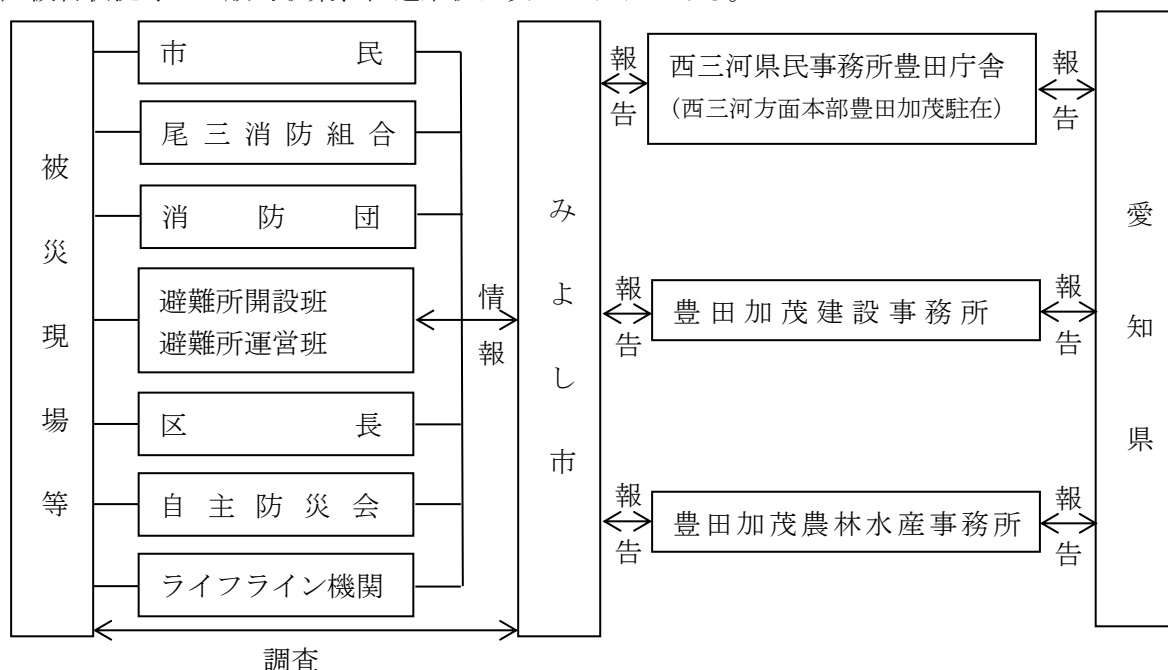 被災現場等
市民
尾三消防組合
消防団
避難所開設班
避難所運営班
区長
自主防災会
ライフライン機関
調査
情報
みよし市
報告
西三河県民事務所豊田庁舎
(西三河方面本部豊田加茂駐在)
報告
報告
豊田加茂建設事務所
報告
報告
豊田加茂農林水産事務所
報告
愛知県